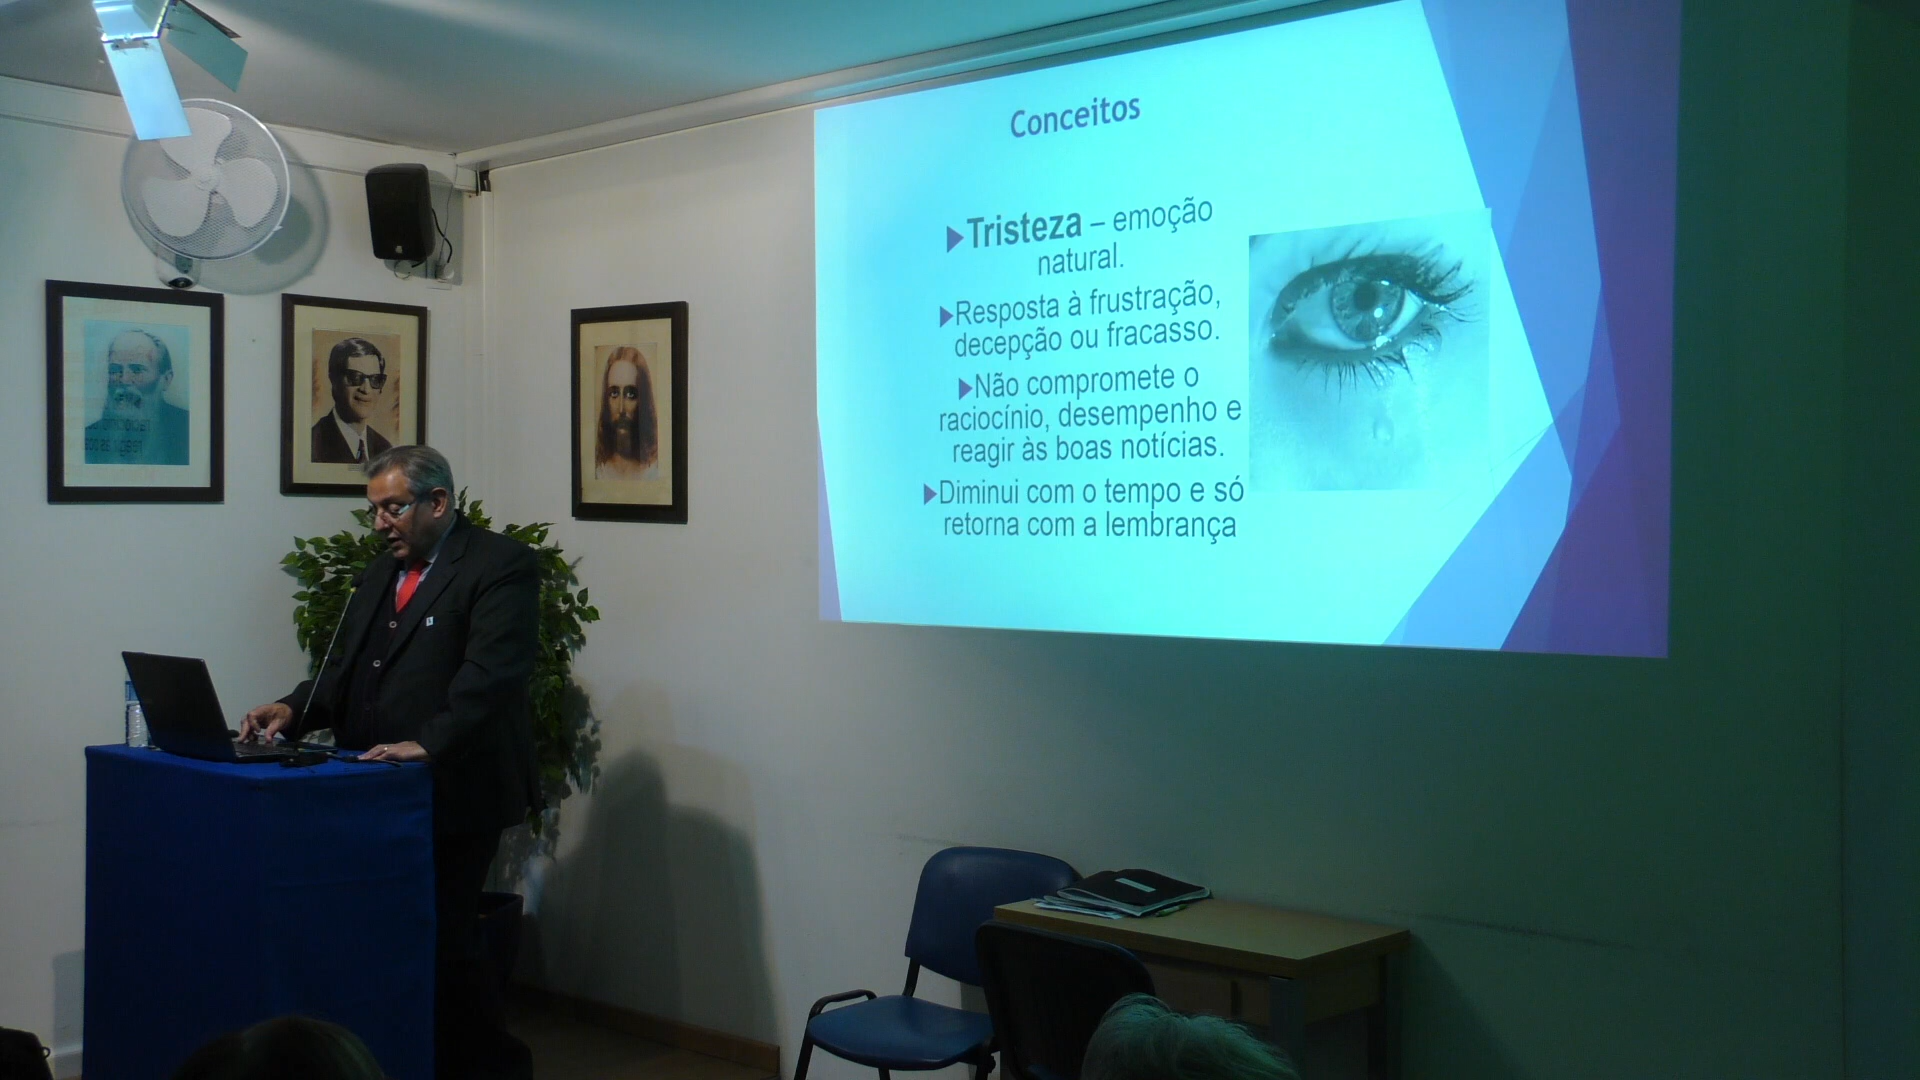 Conceitos
Tristeza – emoção
natural.
Resposta à frustração,
decepção ou fracasso.
Não compromete o
raciocínio, desempenho e
reagir às boas notícias.
Diminui com o tempo e só
retorna com a lembrança